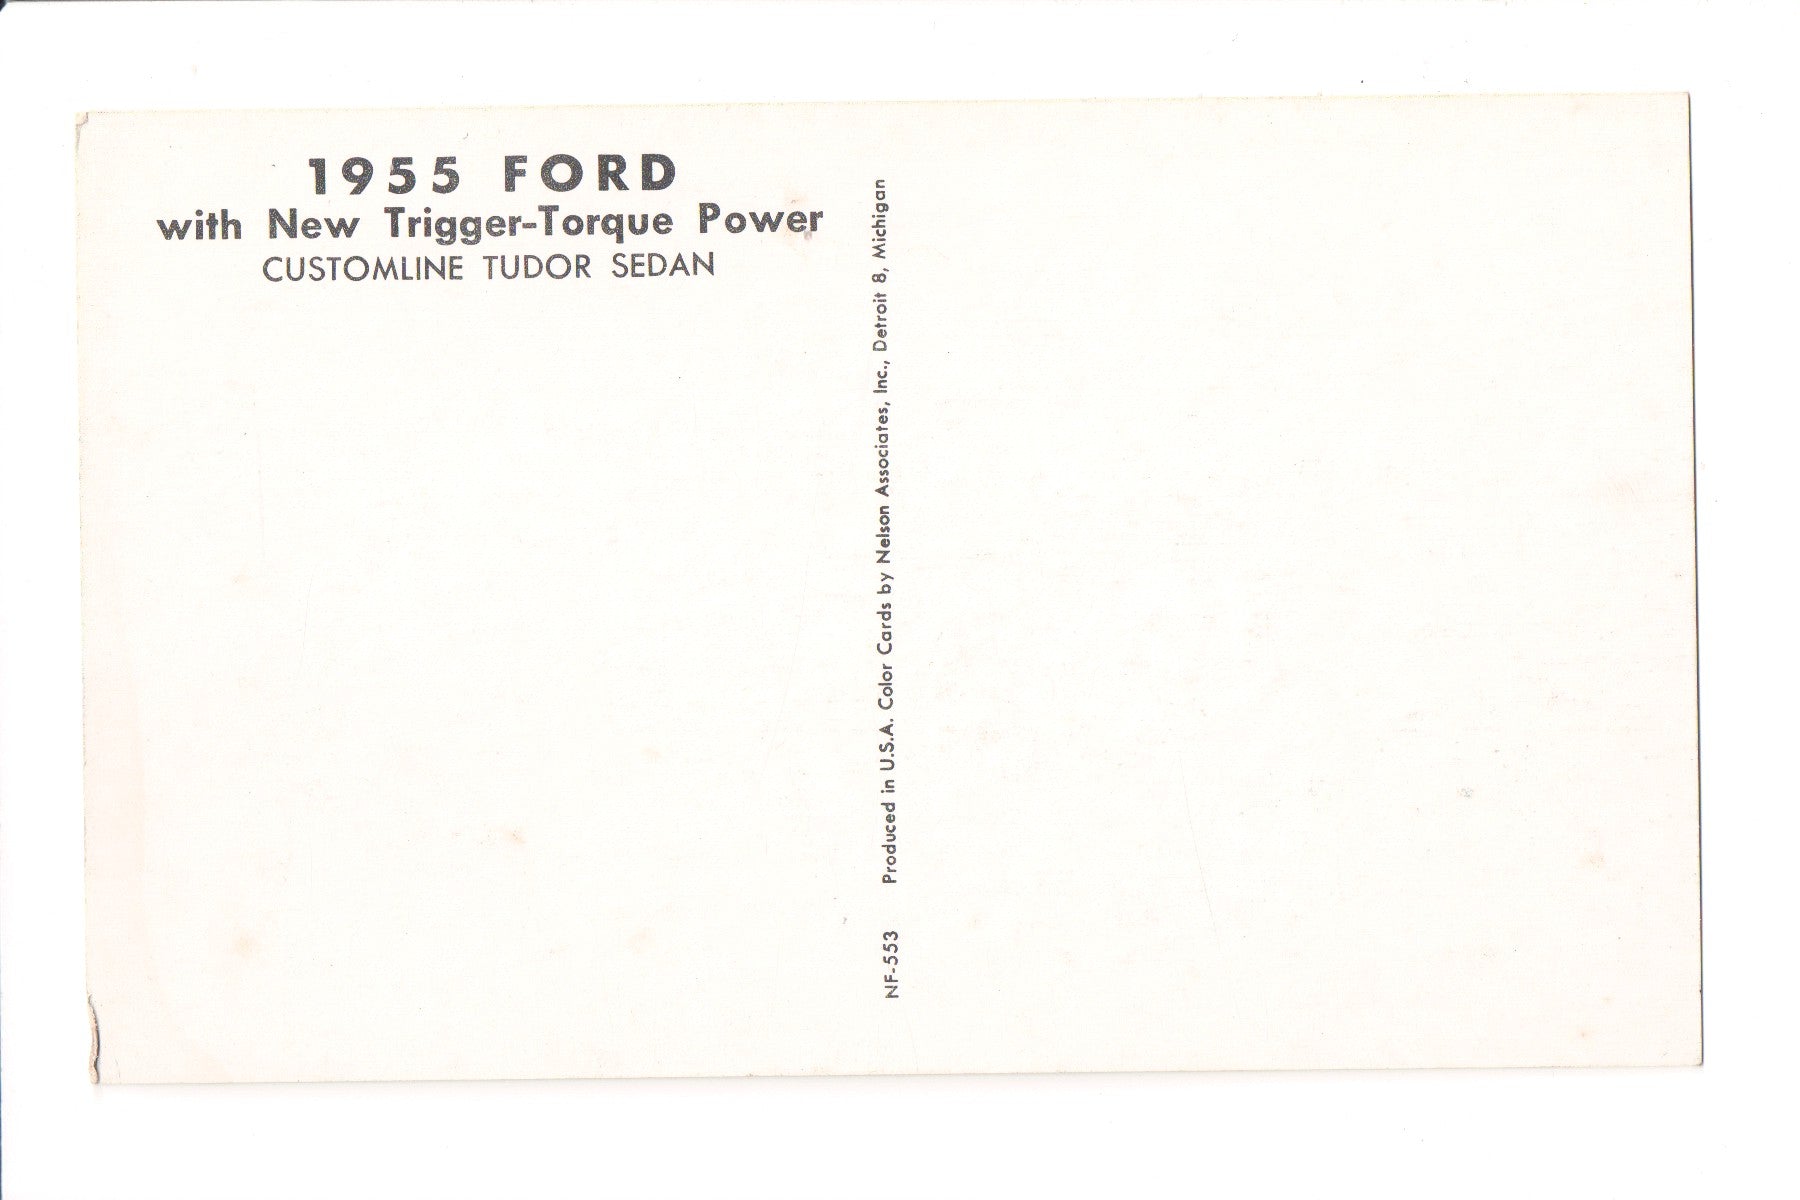 1955 FORD
with New Trigger-Torque Power
CUSTOMLINE TUDOR SEDAN
NF-553 Produced in U.S.A. Color Cards by Nelson Associates, Inc., Detroit 8, Michigan